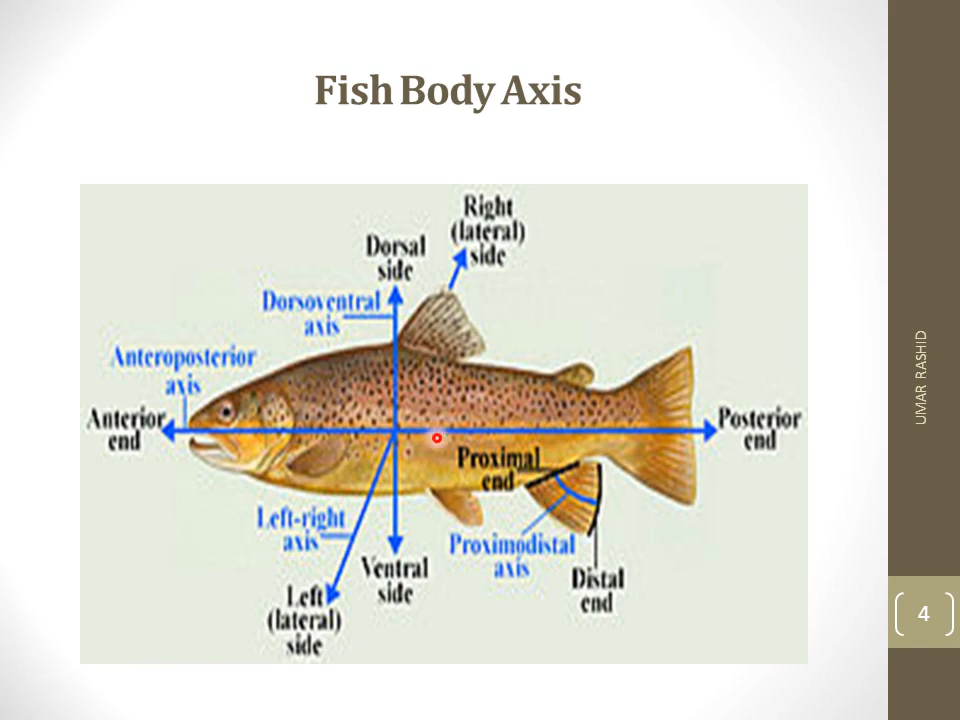 Fish Body Axis
Right
(lateral)
side
Dorsal
side
Dorsoventral
axis
Anteroposterior
axis
Anterior
end
Posterior
end
Proximal
end
Left-right
axis
Proximodistal
axis
Ventral
side
Distal
end
Left
(lateral)
side
UMAR RASHID
4